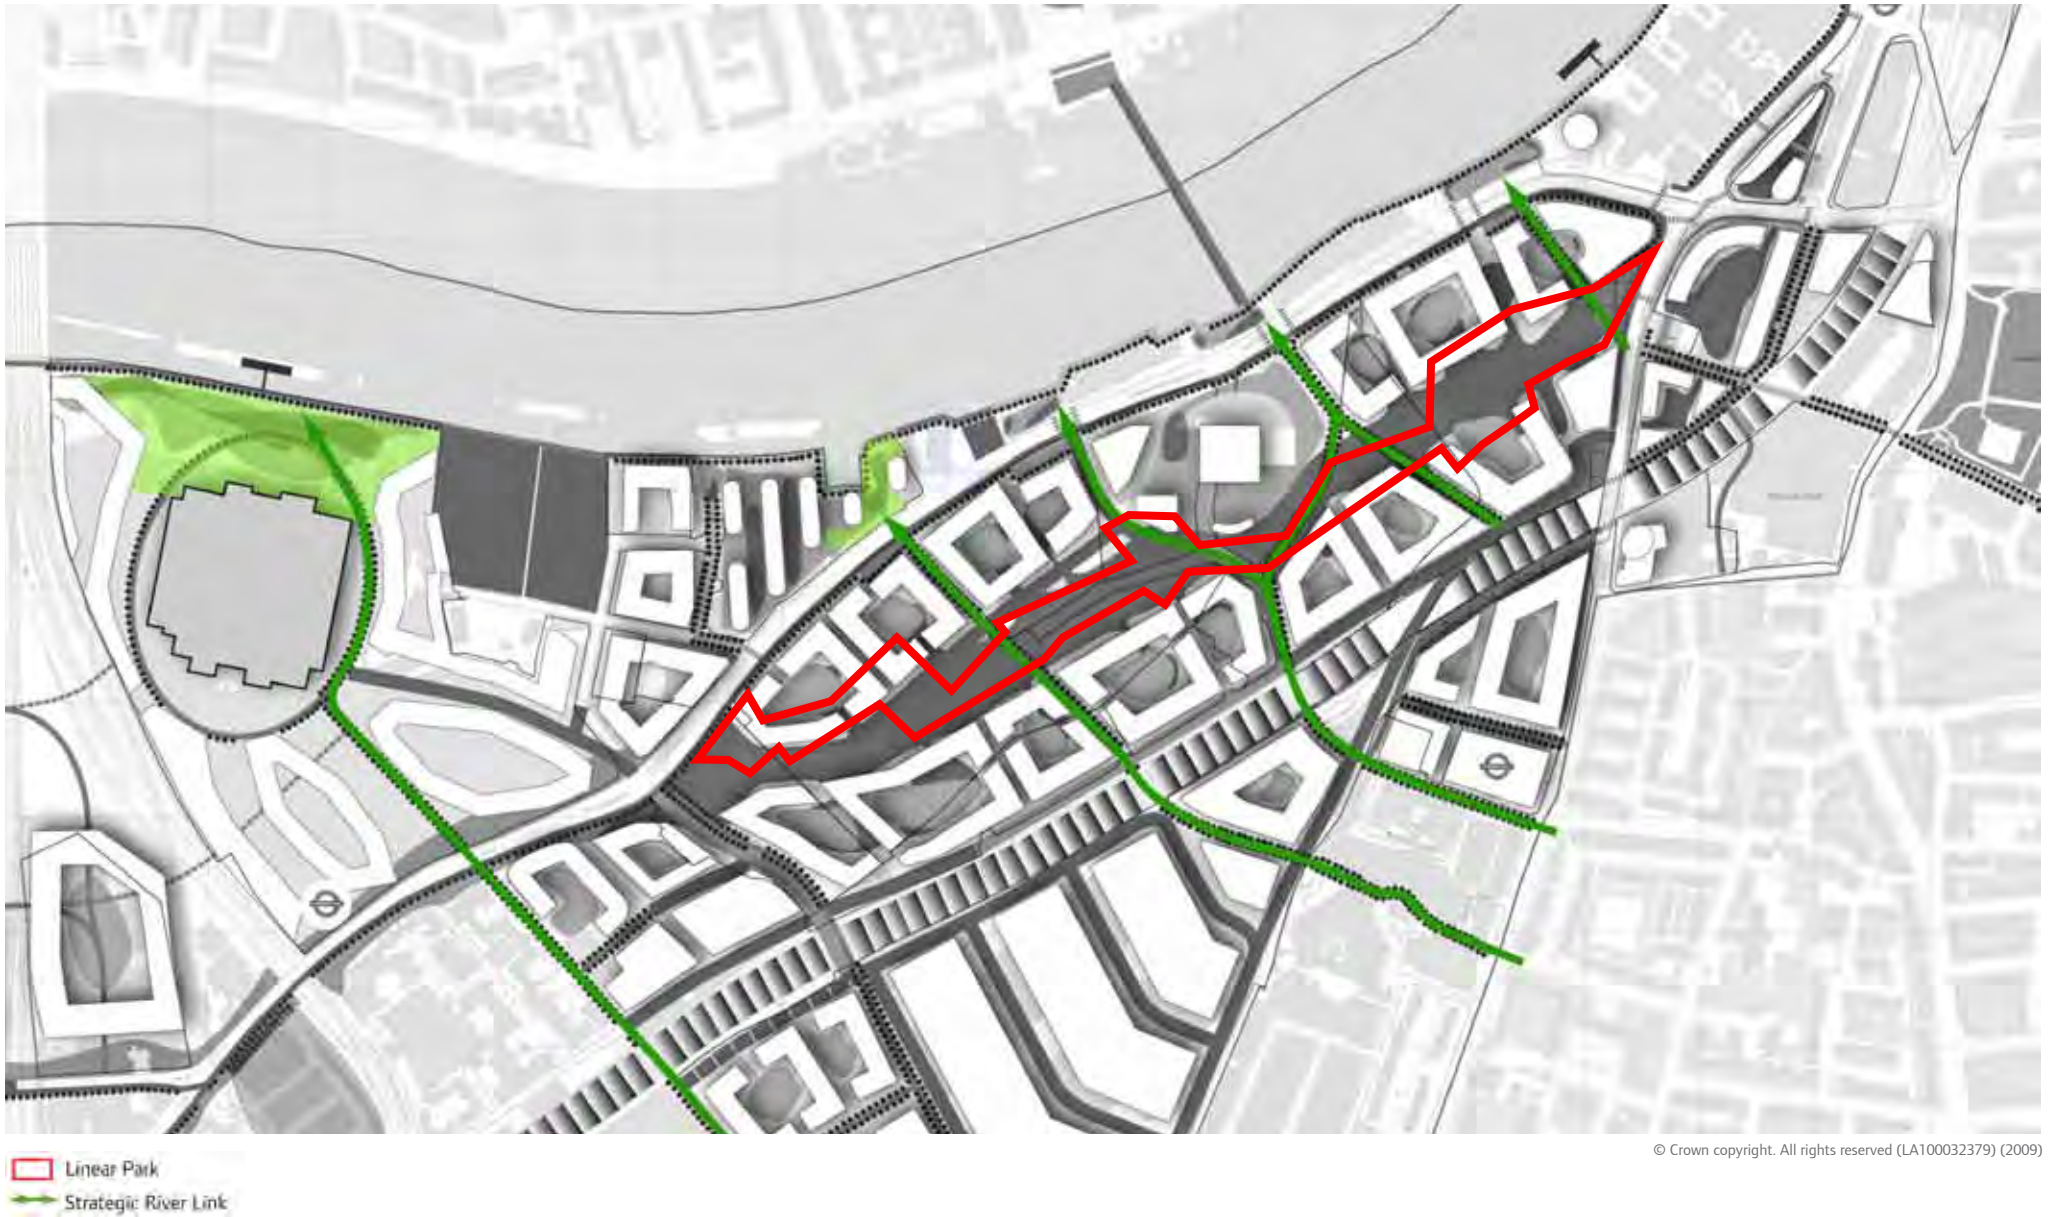 © Crown copyright. All rights reserved (LA100032379) (2009)
Linear Park
Strategic River Link